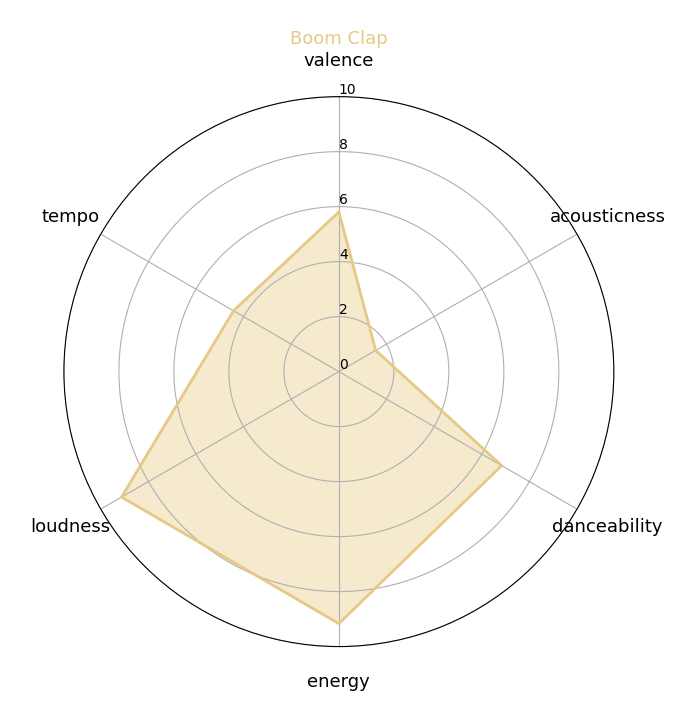 Boom Clap
valence
10
8
6
4
2
0
tempo
acousticness
loudness
danceability
energy